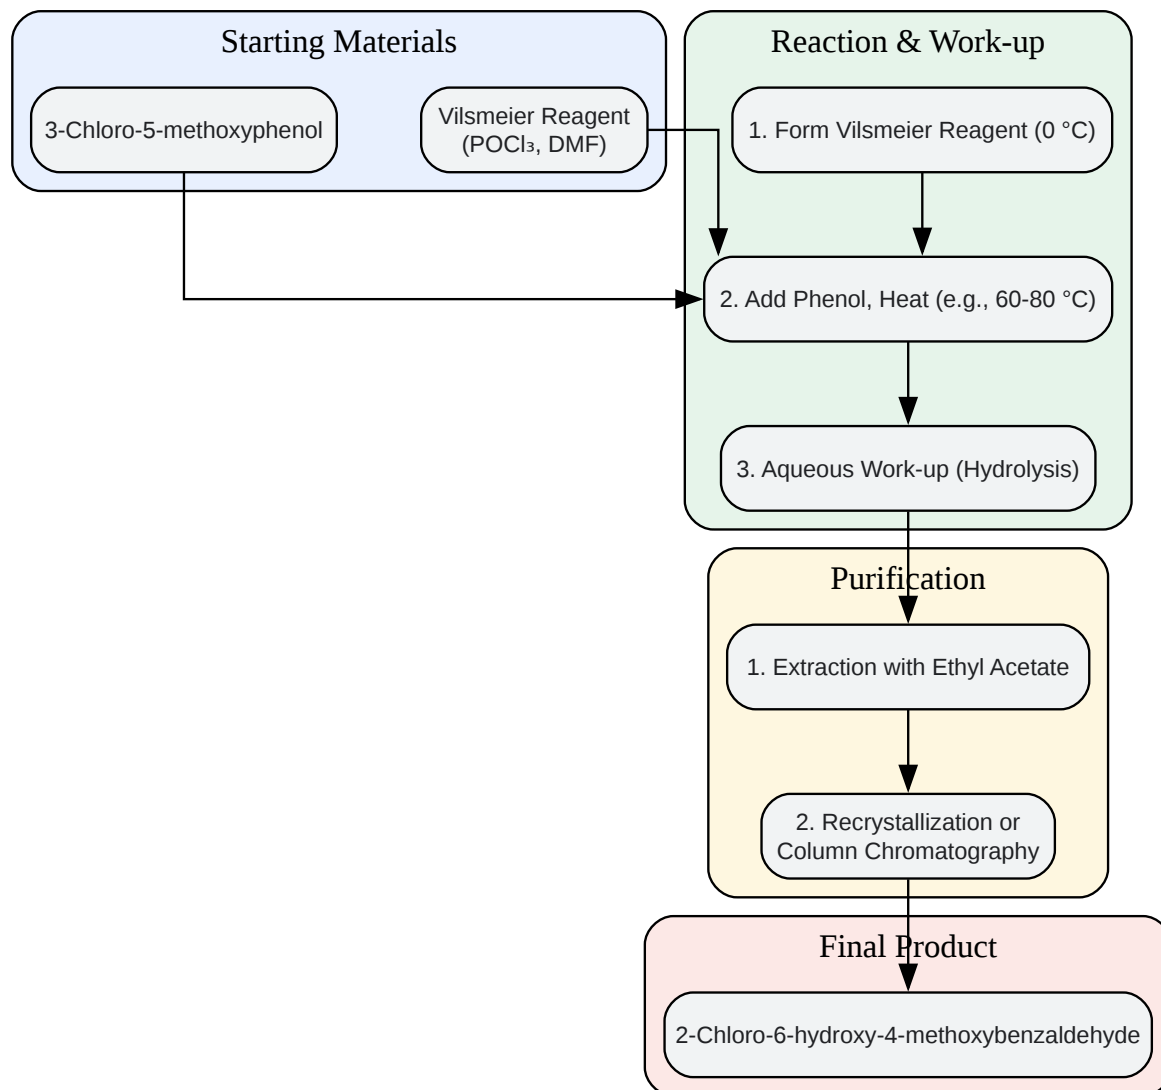 Starting Materials
3-Chloro-5-methoxyphenol
Vilsmeier Reagent
(POCl₃, DMF)
Reaction & Work-up
1. Form Vilsmeier Reagent (0 °C)
2. Add Phenol, Heat (e.g., 60-80 °C)
3. Aqueous Work-up (Hydrolysis)
Purification
1. Extraction with Ethyl Acetate
2. Recrystallization or
Column Chromatography
Final Product
2-Chloro-6-hydroxy-4-methoxybenzaldehyde